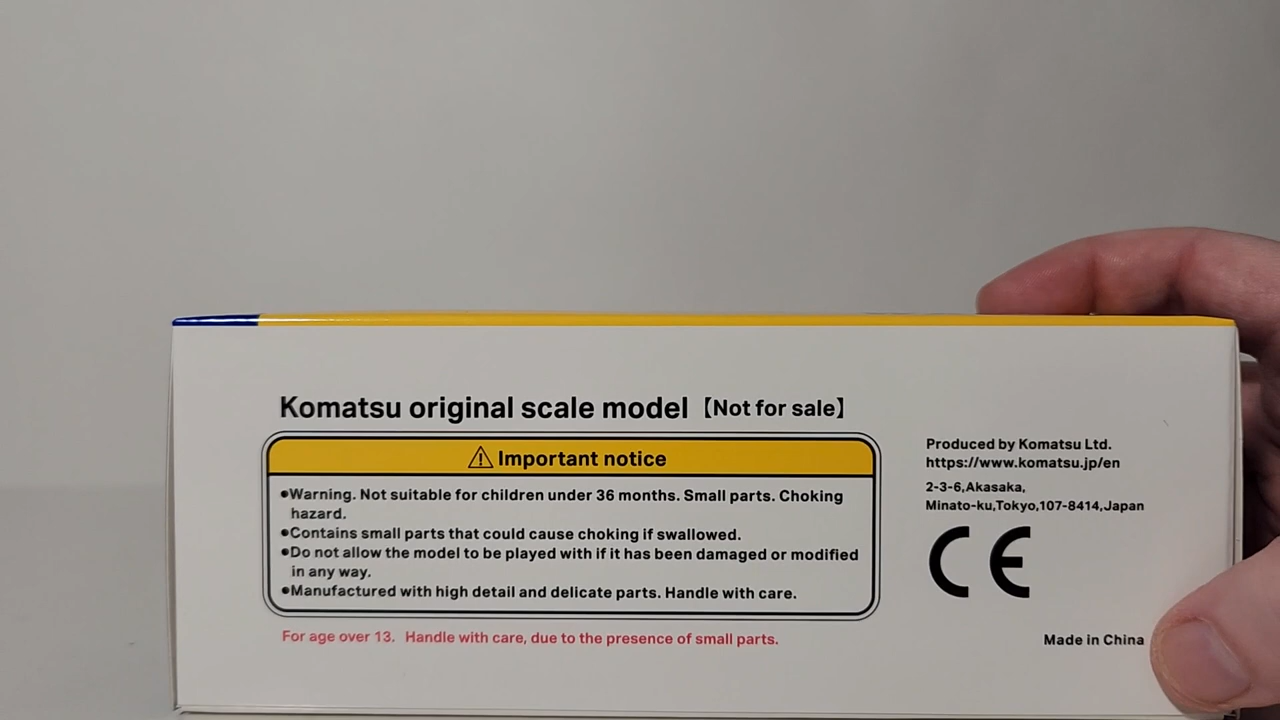 Komatsu original scale model【Not for sale】
⚠ Important notice
●Warning. Not suitable for children under 36 months. Small parts. Choking
hazard.
●Contains small parts that could cause choking if swallowed.
●Do not allow the model to be played with if it has been damaged or modified
in any way.
●Manufactured with high detail and delicate parts. Handle with care.
For age over 13. Handle with care, due to the presence of small parts.
Produced by Komatsu Ltd.
https://www.komatsu.jp/en
2-3-6,Akasaka,
Minato-ku,Tokyo,107-8414,Japan
CE
Made in China